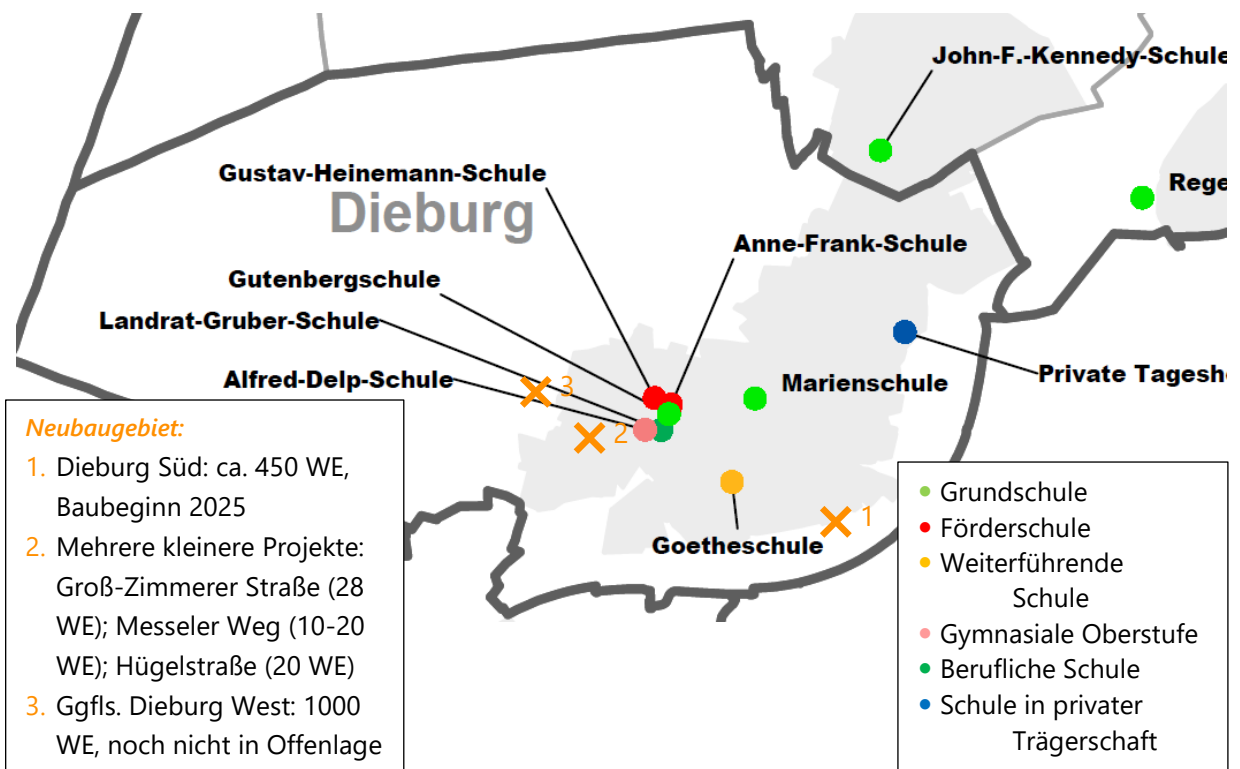 John-F.-Kennedy-Schule
Gustav-Heinemann-Schule
Rege
Dieburg
Anne-Frank-Schule
Gutenbergschule
Landrat-Gruber-Schule
Alfred-Delp-Schule
3
Marienschule
Private Tagesh
2
1
Goetheschule
Neubaugebiet:
1. Dieburg Süd: ca. 450 WE,
Baubeginn 2025
2. Mehrere kleinere Projekte:
Groß-Zimmerer Straße (28
WE); Messeler Weg (10-20
WE); Hügelstraße (20 WE)
3. Ggfls. Dieburg West: 1000
WE, noch nicht in Offenlage
• Grundschule
• Förderschule
• Weiterführende
Schule
• Gymnasiale Oberstufe
• Berufliche Schule
• Schule in privater
Trägerschaft